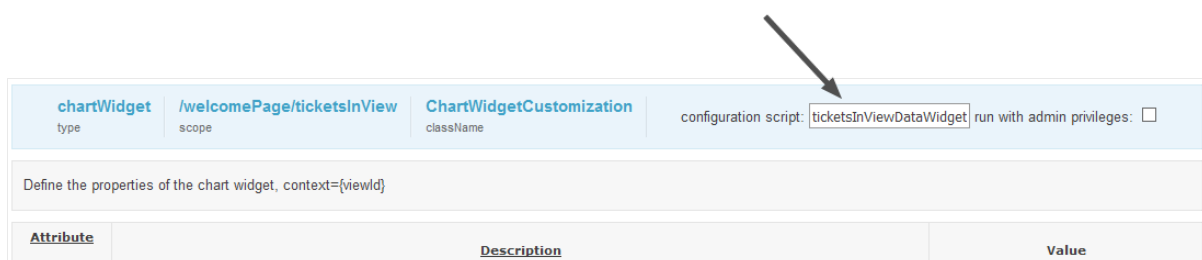 chartWidget /welcomePage/ticketsInView ChartWidgetCustomization configuration script: ticketsInViewDataWidget run with admin privileges:
type scope className
Define the properties of the chart widget, context={viewId}
Attribute Description Value